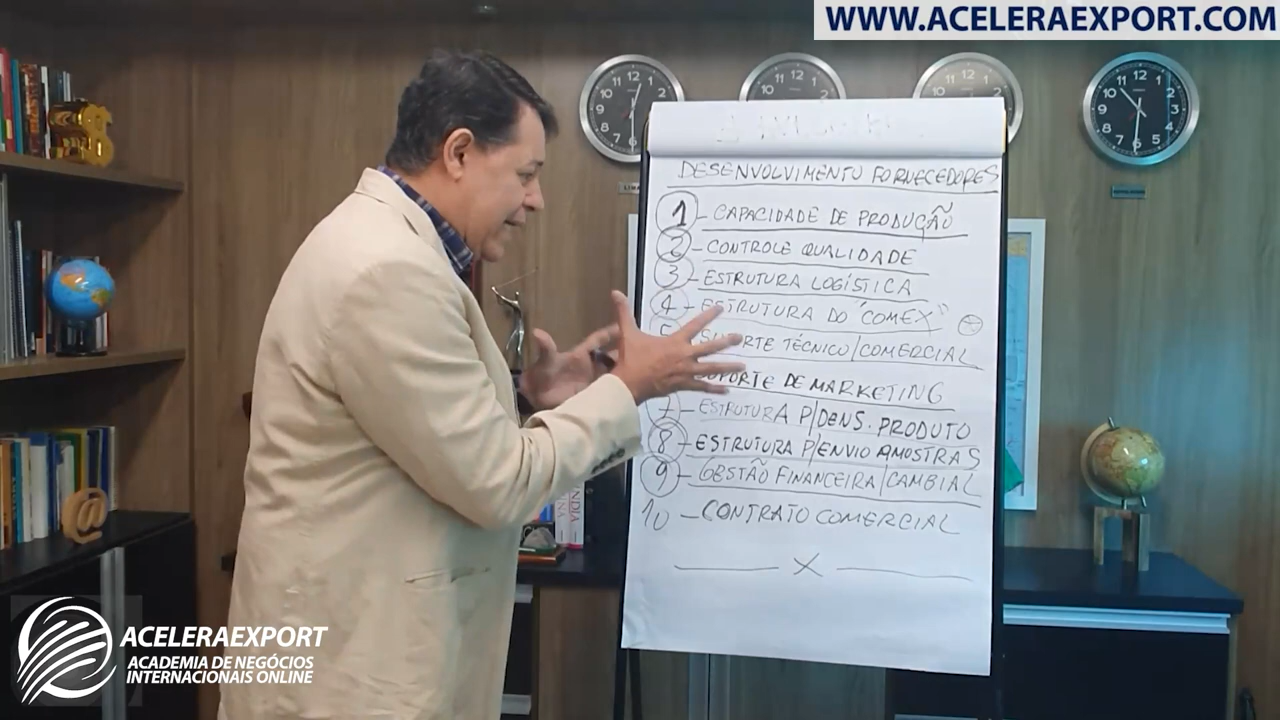 WWW.ACELERAEXPORT.COM
DESENVOLVIMENTO FORNECEDORES
1 - CAPACIDADE DE PRODUÇÃO
2 - CONTROLE QUALIDADE
3 - ESTRUTURA LOGÍSTICA
4 - ESTRUTURA DO "COMEX"
5 - SUPORTE TÉCNICO/COMERCIAL
SUPORTE DE MARKETING
7 - ESTRUTURA P/DENS. PRODUTO
8 - ESTRUTURA P/ENVIO AMOSTRAS
9 - GESTÃO FINANCEIRA/CAMBIAL
10 - CONTRATO COMERCIAL
X
INDIA
ACELERAEXPORT
ACADEMIA DE NEGÓCIOS
INTERNACIONAIS ONLINE